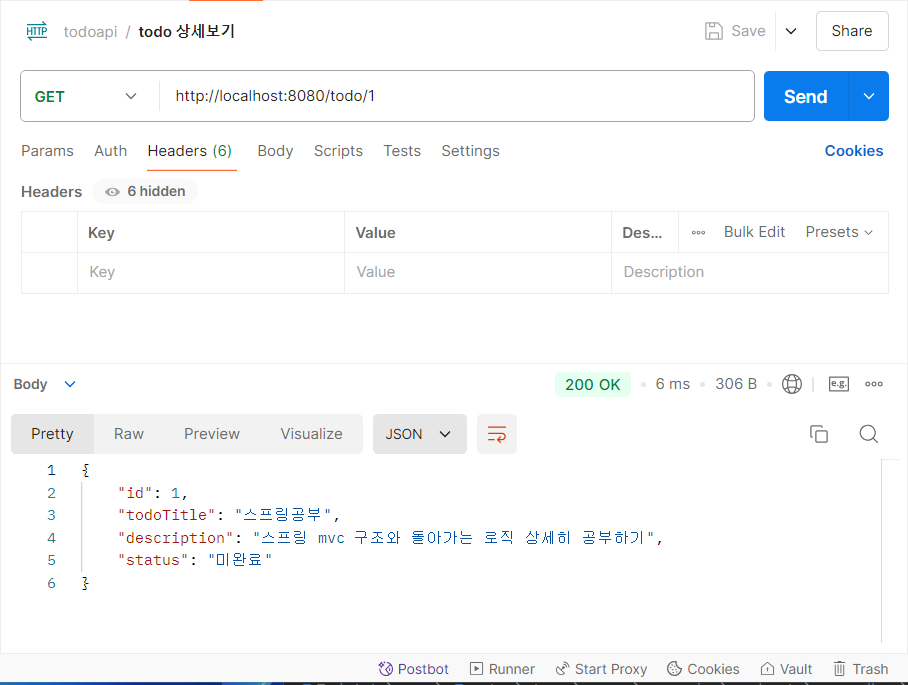 HTTP todoapi / todo 상세보기 Save Share
GET http://localhost:8080/todo/1 Send
Params Auth Headers (6) Body Scripts Tests Settings Cookies
Headers 6 hidden
Key Value Des... Bulk Edit Presets
Key Value Description
Body 200 OK 6 ms 306 B e.g.
Pretty Raw Preview Visualize JSON
1 {
2 "id": 1,
3 "todoTitle": "스프링공부",
4 "description": "스프링 mvc 구조와 돌아가는 로직 상세히 공부하기",
5 "status": "미완료"
6 }
Postbot Runner Start Proxy Cookies Vault Trash